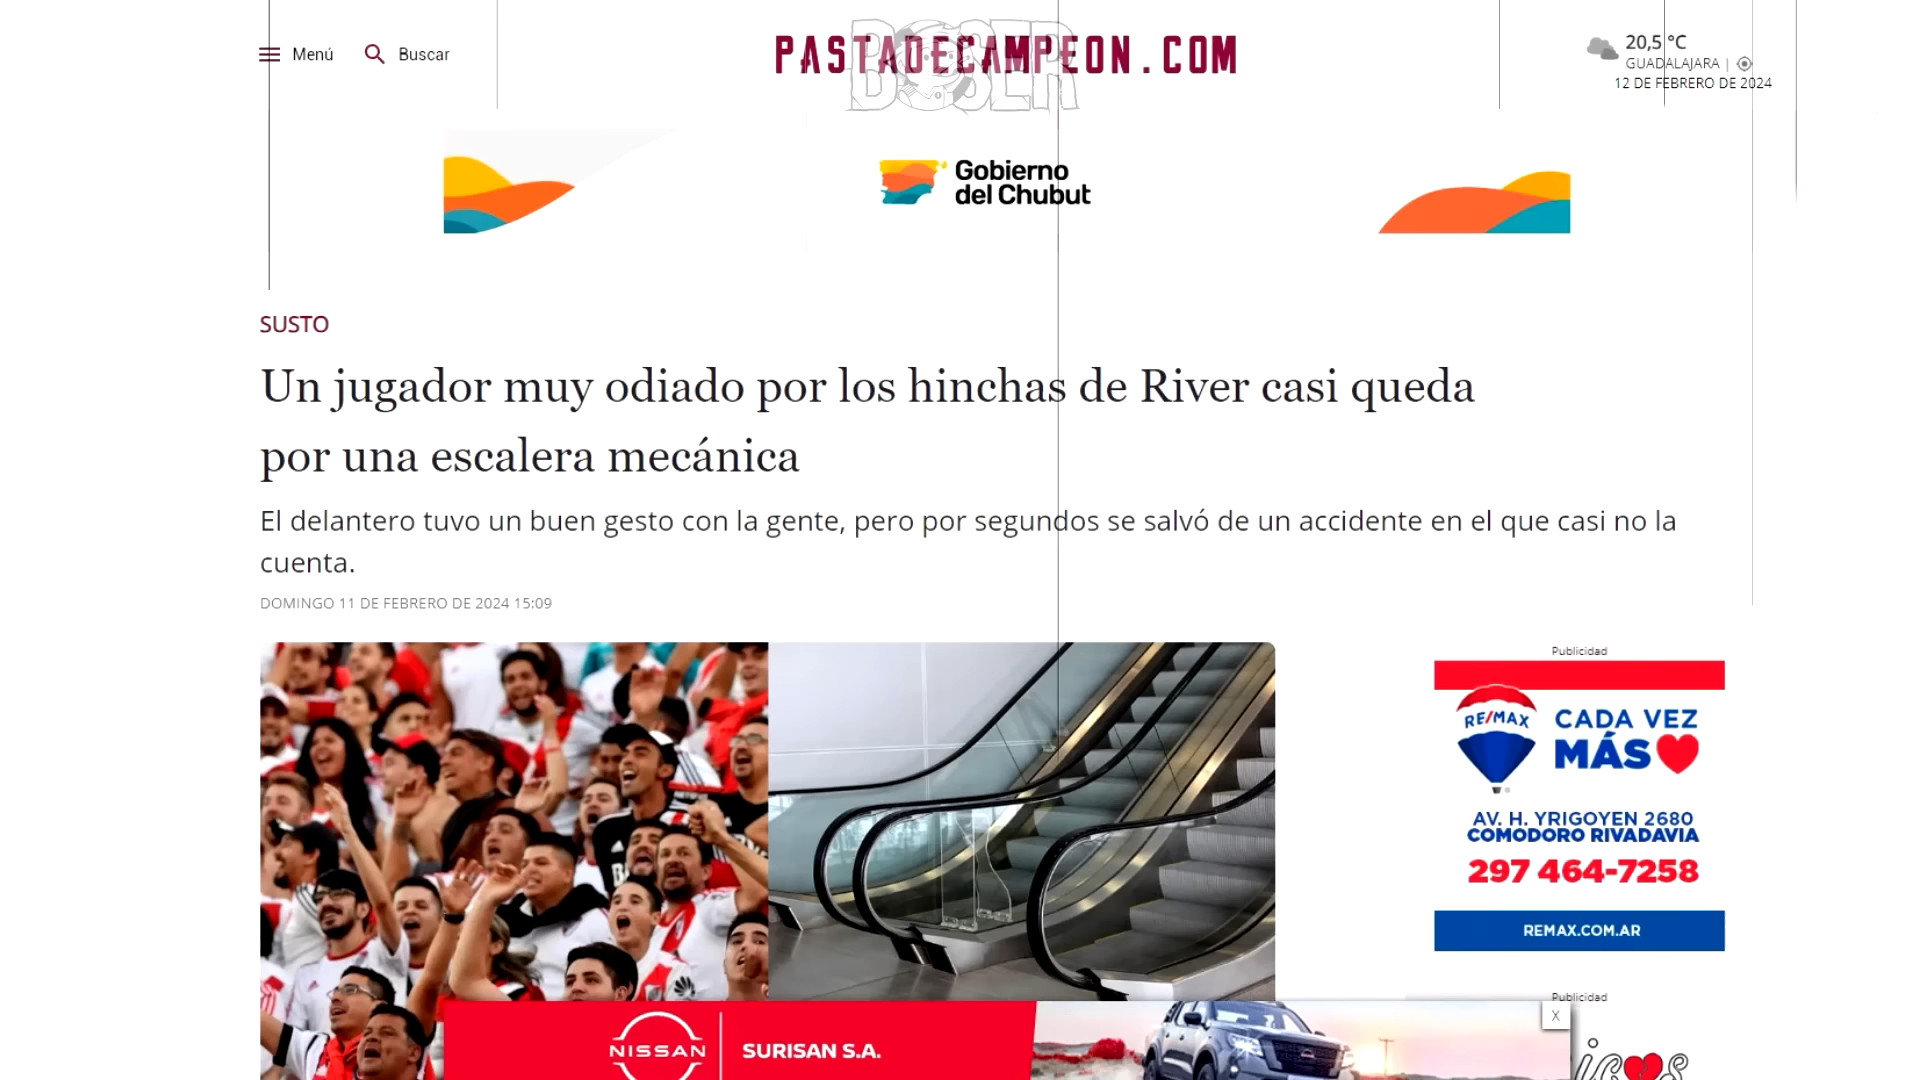 Menú
Buscar
PASTADECAMPEON.COM
BOSER
20,5 °C
GUADALAJARA |
12 DE FEBRERO DE 2024
Gobierno
del Chubut
SUSTO
Un jugador muy odiado por los hinchas de River casi queda
por una escalera mecánica
El delantero tuvo un buen gesto con la gente, pero por segundos se salvó de un accidente en el que casi no la
cuenta.
DOMINGO 11 DE FEBRERO DE 2024 15:09
Publicidad
RE/MAX
CADA VEZ
MÁS
AV. H. YRIGOYEN 2680
COMODORO RIVADAVIA
297 464-7258
REMAX.COM.AR
Publicidad
X
NISSAN
SURISAN S.A.